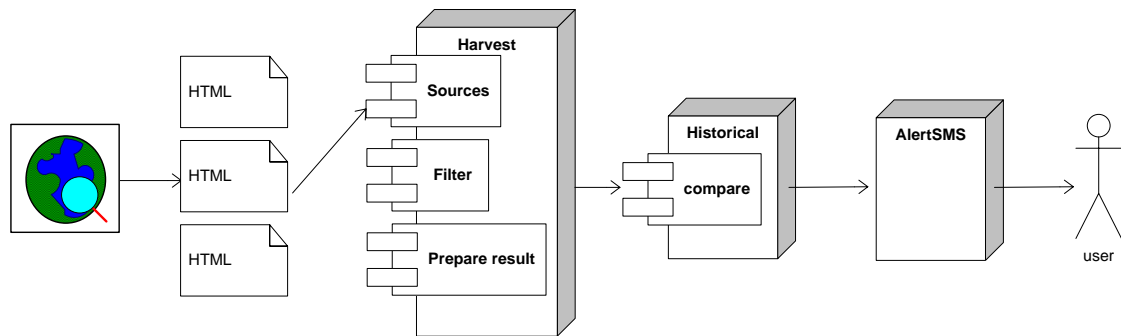 HTML
HTML
HTML
Harvest
Sources
Filter
Prepare result
Historical
compare
AlertSMS
user